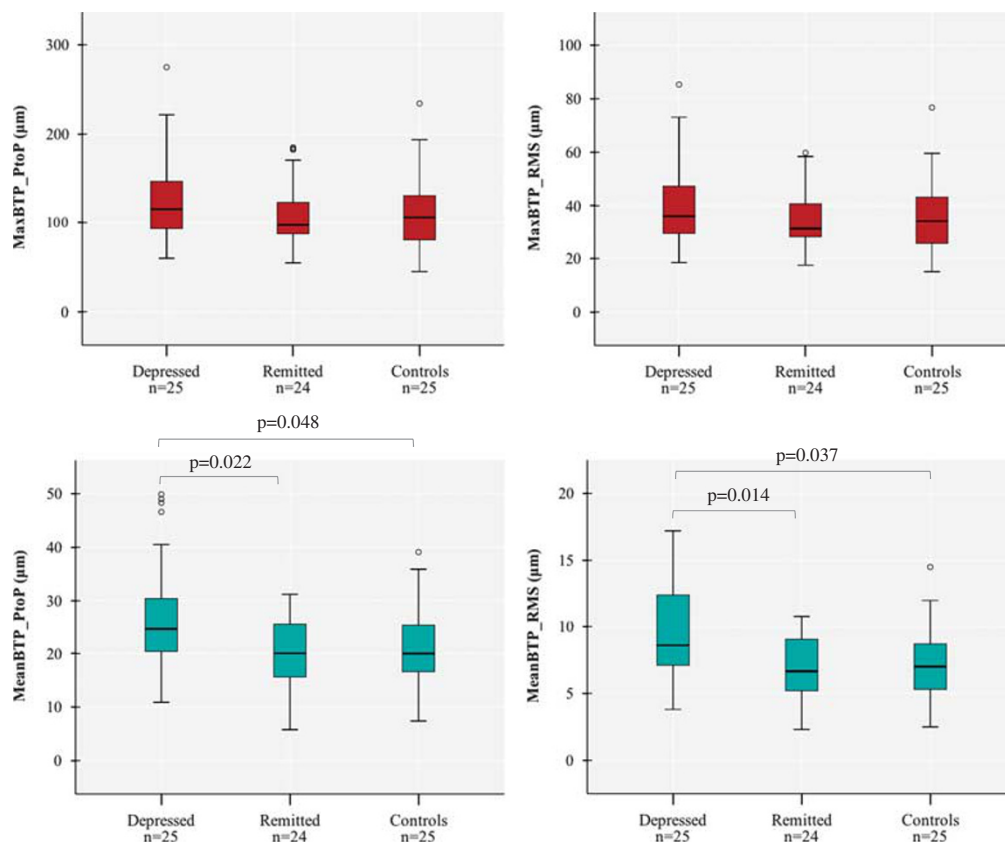 MaxBTP_PtoP (µm)
300
200
100
0
Depressed
n=25
Remitted
n=24
Controls
n=25
MaxBTP_RMS (µm)
100
80
60
40
20
0
Depressed
n=25
Remitted
n=24
Controls
n=25
p=0.048
p=0.022
MeanBTP_PtoP (µm)
50
40
30
20
10
0
Depressed
n=25
Remitted
n=24
Controls
n=25
p=0.037
p=0.014
MeanBTP_RMS (µm)
20
15
10
5
0
Depressed
n=25
Remitted
n=24
Controls
n=25